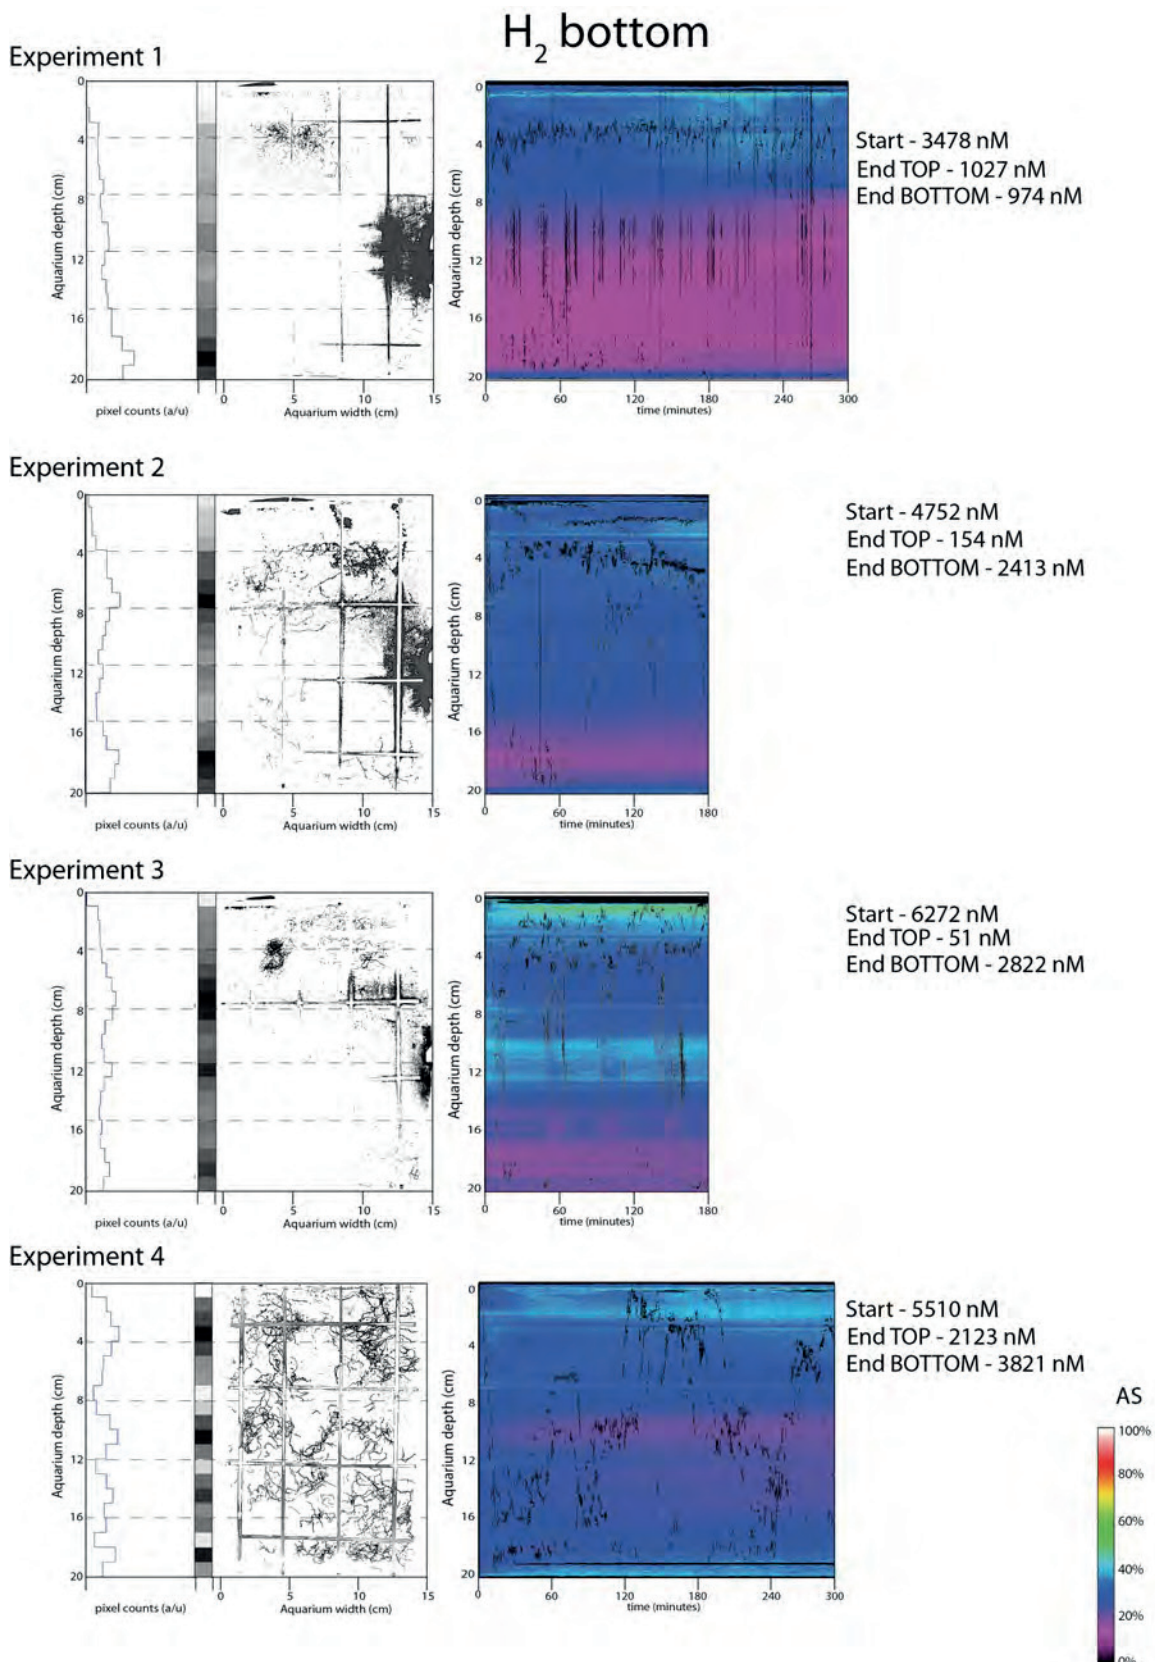 H₂ bottom
Experiment 1
0
4
8
12
16
20
Aquarium depth (cm)
pixel counts (a/u)
0
5
10
15
Aquarium width (cm)
0
4
8
12
16
20
Aquarium depth (cm)
0
60
120
180
240
300
time (minutes)
Start - 3478 nM
End TOP - 1027 nM
End BOTTOM - 974 nM
Experiment 2
0
4
8
12
16
20
Aquarium depth (cm)
pixel counts (a/u)
0
5
10
15
Aquarium width (cm)
0
4
8
12
16
20
Aquarium depth (cm)
0
60
120
180
time (minutes)
Start - 4752 nM
End TOP - 154 nM
End BOTTOM - 2413 nM
Experiment 3
0
4
8
12
16
20
Aquarium depth (cm)
pixel counts (a/u)
0
5
10
15
Aquarium width (cm)
0
4
8
12
16
20
Aquarium depth (cm)
0
60
120
180
time (minutes)
Start - 6272 nM
End TOP - 51 nM
End BOTTOM - 2822 nM
Experiment 4
0
4
8
12
16
20
Aquarium depth (cm)
pixel counts (a/u)
0
5
10
15
Aquarium width (cm)
0
4
8
12
16
20
Aquarium depth (cm)
0
60
120
180
240
300
time (minutes)
Start - 5510 nM
End TOP - 2123 nM
End BOTTOM - 3821 nM
AS
100%
80%
60%
40%
20%
0%